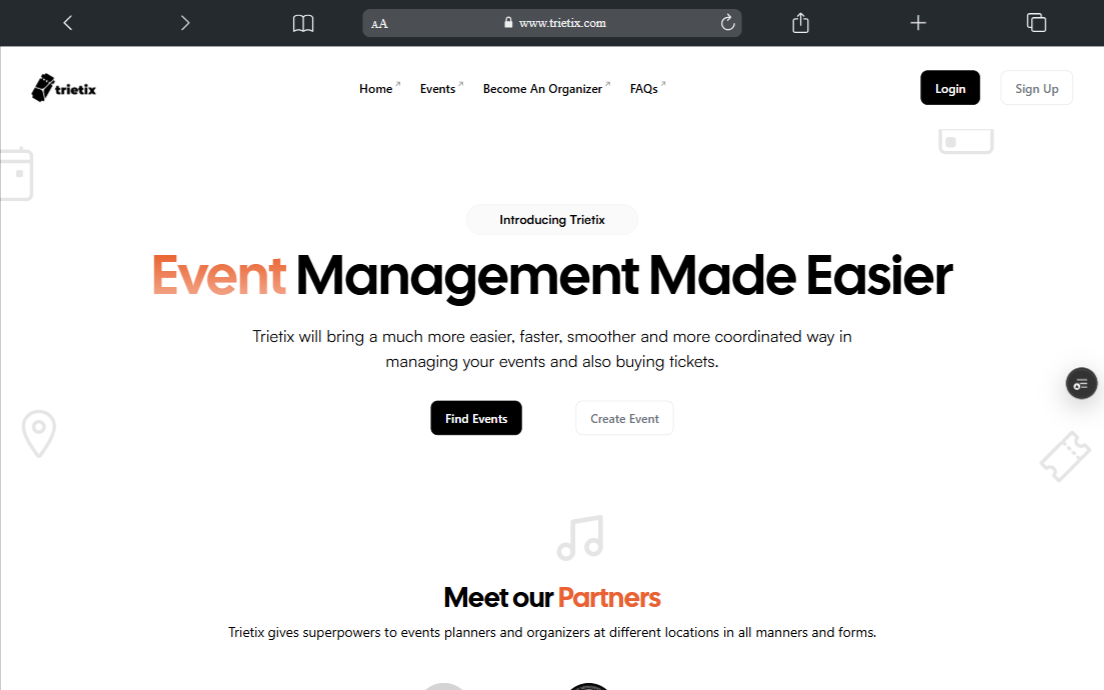 AA
www.trietix.com
trietix
Home
Events
Become An Organizer
FAQs
Login
Sign Up
Introducing Trietix
Event Management Made Easier
Trietix will bring a much more easier, faster, smoother and more coordinated way in
managing your events and also buying tickets.
Find Events
Create Event
Meet our Partners
Trietix gives superpowers to events planners and organizers at different locations in all manners and forms.